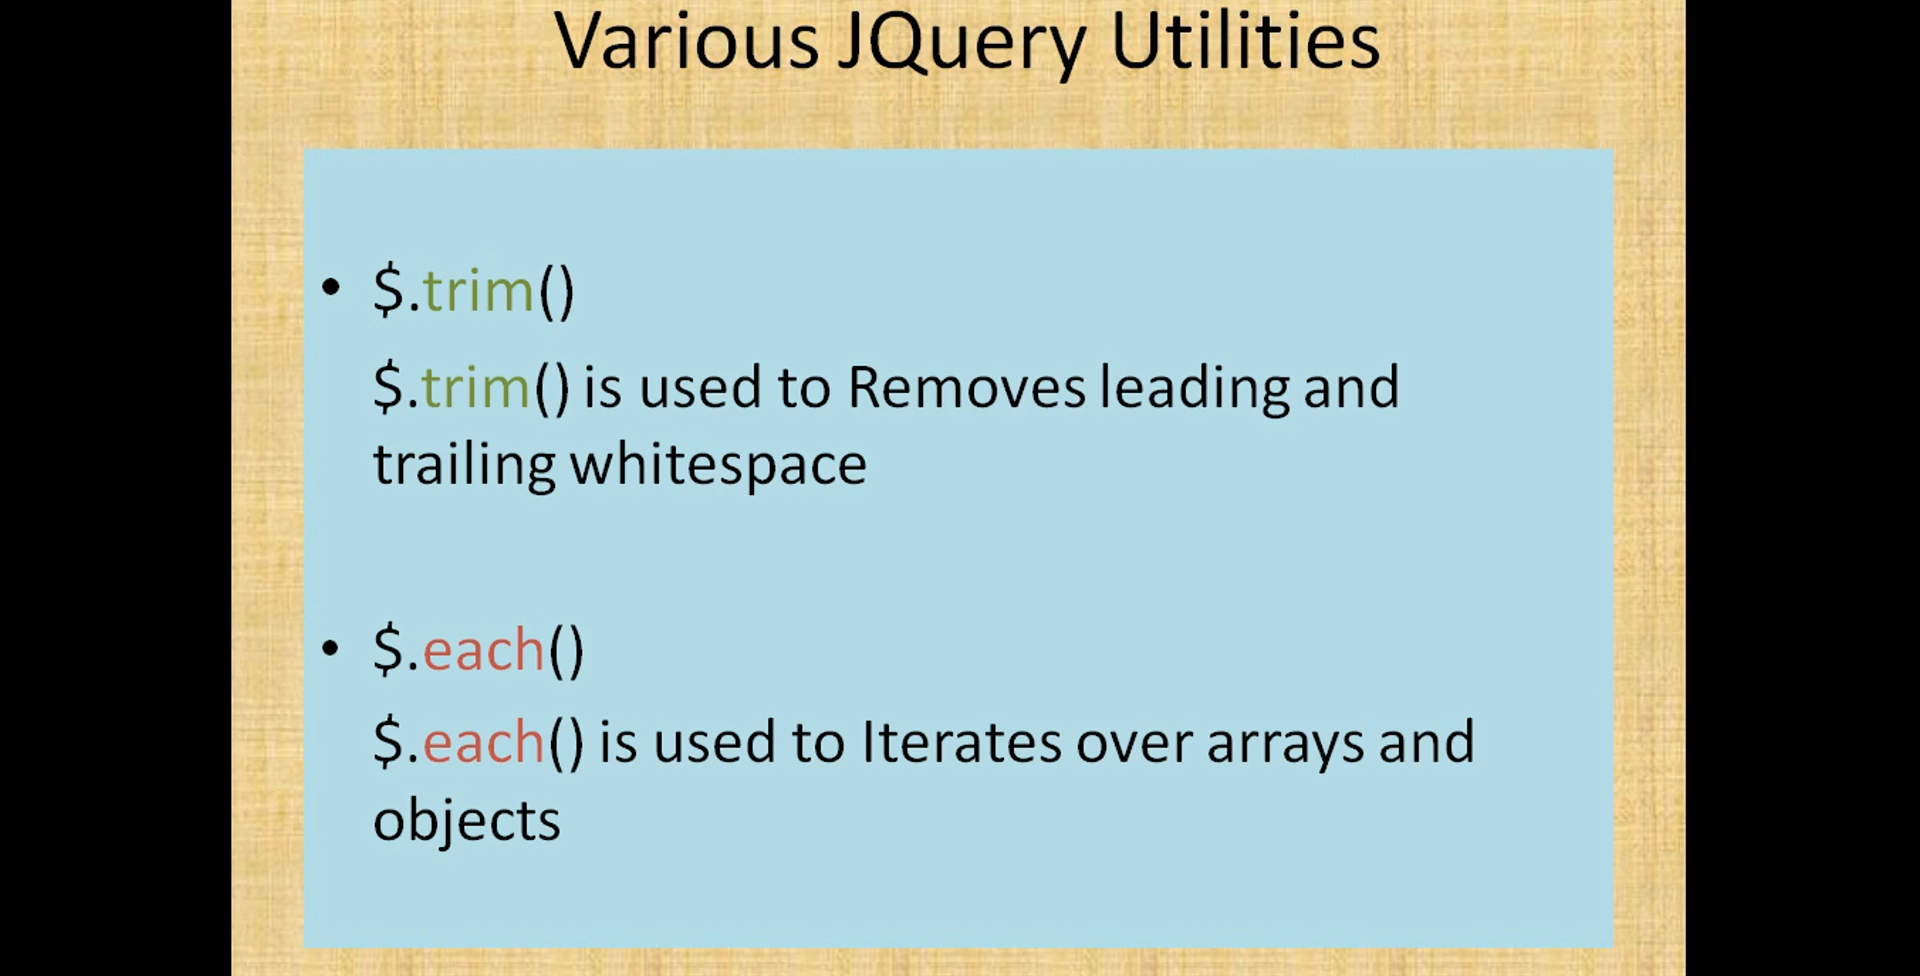 Various JQuery Utilities
• $.trim()
$.trim() is used to Removes leading and
trailing whitespace
• $.each()
$.each() is used to Iterates over arrays and
objects